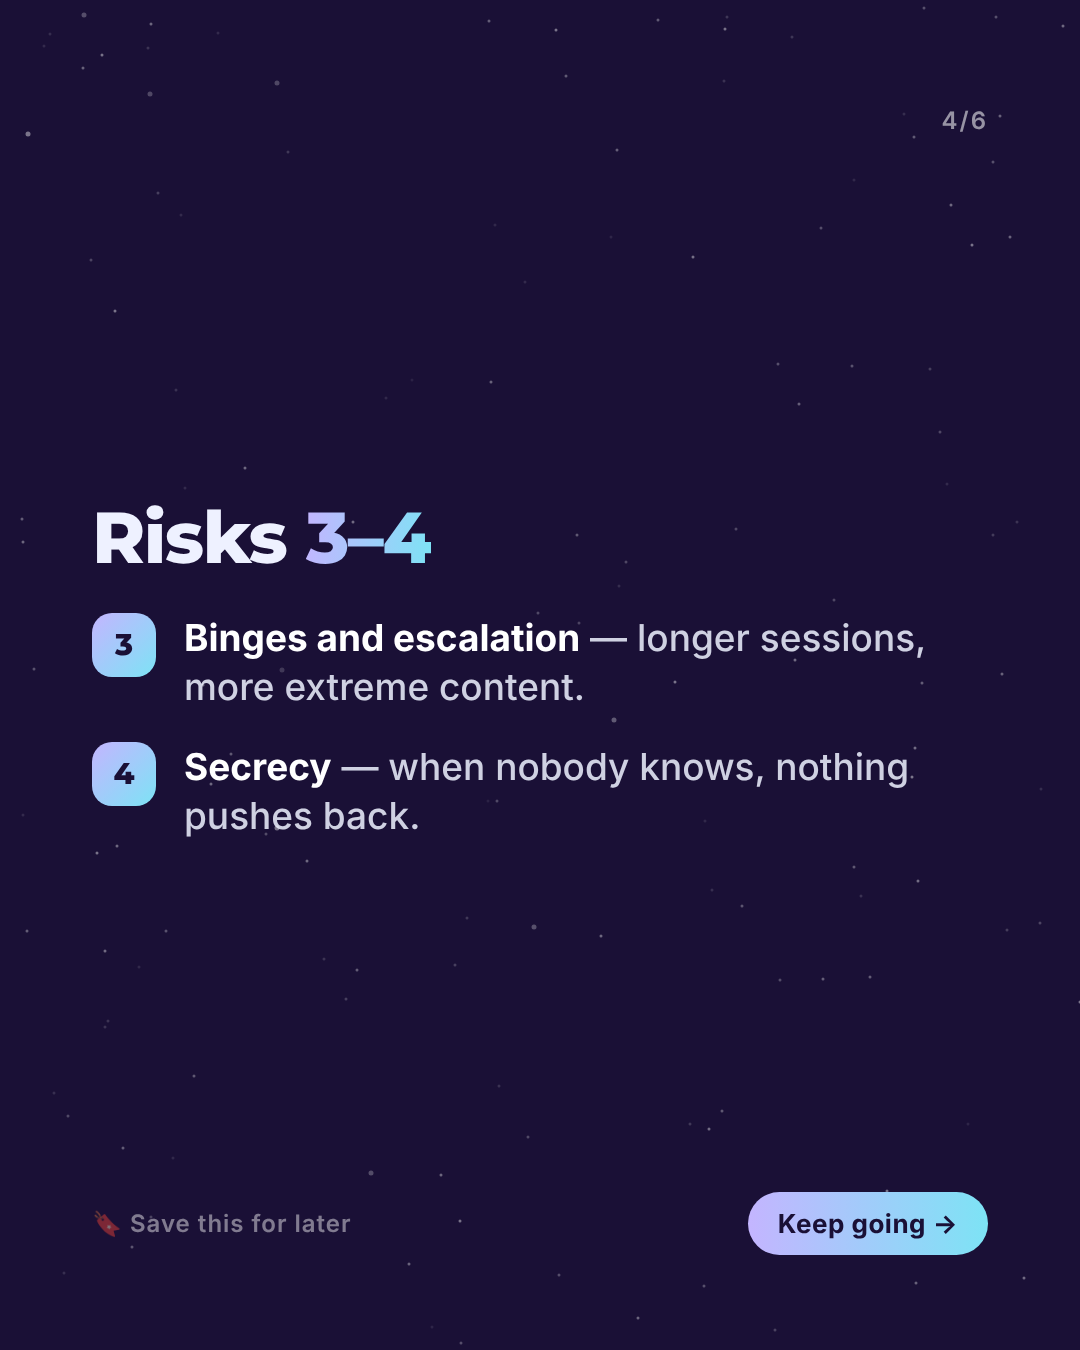 4/6
Risks 3–4
3
Binges and escalation — longer sessions,
more extreme content.
4
Secrecy — when nobody knows, nothing
pushes back.
🔖 Save this for later
Keep going →